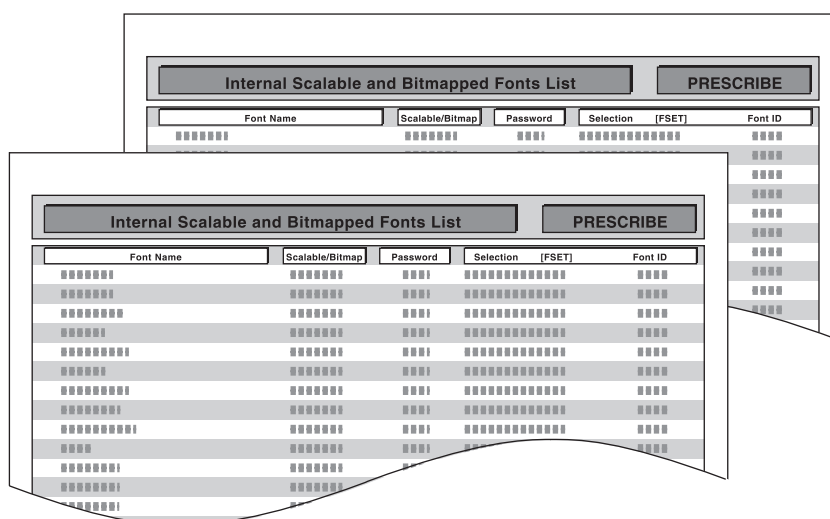 Internal Scalable and Bitmapped Fonts List PRESCRIBE
Font Name Scalable/Bitmap Password Selection [FSET] Font ID
Internal Scalable and Bitmapped Fonts List PRESCRIBE
Font Name Scalable/Bitmap Password Selection [FSET] Font ID